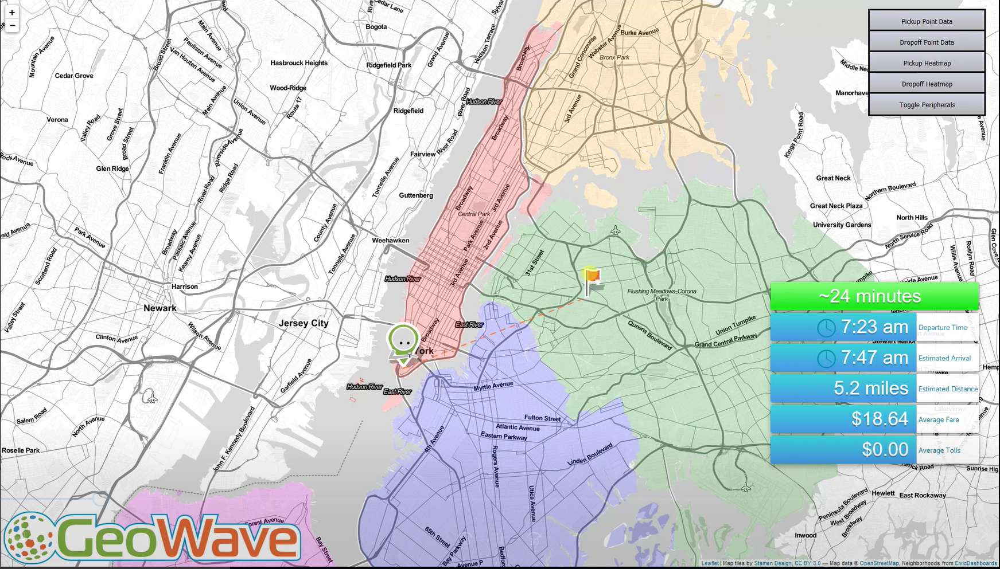 +
−
Cedar Lane
Bogota
Main Avenue
Paulison Avenue
Van Houten Avenue
Broad Street
Mountain Avenue
Hasbrouck Heights
Ridgefield Park
Grand Avenue
Hudson Terrace
Broadway
Grand Concourse
Webster Avenue
Burke Avenue
Bronx Park
Pickup Point Data
Dropoff Point Data
Pickup Heatmap
Dropoff Heatmap
Toggle Peripherals
Cedar Grove
Wood-Ridge
Main Avenue
Union Avenue
Route 17
Ridgefield
River Road
Hudson River
3rd Avenue
Verona
Valley Road
Grove Street
Broad Street
Franklin Avenue
Riverside Avenue
Broadway
Kings Point Road
Fairview
River Road
Glen Ridge
River Road
Ridge Road
Tonnelle Avenue
Guttenberg
Broadway
3rd Avenue
Central Park
Great Neck
Northern Boulevard
Great Neck Plaza
North Hills
University Gardens
North Service Road
Park Avenue
Broadway
Passaic Avenue
Kearny Avenue
County Avenue
Tonnelle Avenue
Weehawken
Park Avenue
2nd Avenue
3rd Avenue
31st Street
Scotland Road
Roslyn Road
Willis Avenue
Harrison
Hudson River
Flushing Meadows-Corona
Park
Newark
Valley Street
Jersey City
Clinton Avenue
Wilson Avenue
Broadway
East River
York
Queens Boulevard
Union Turnpike
Grand Central Parkway
~24 minutes
7:23 am Departure Time
7:47 am Estimated Arrival
5.2 miles Estimated Distance
$18.64 Average Fare
$0.00 Average Tolls
Garfield Avenue
Hudson River
East River
Myrtle Avenue
Salem Road
North Avenue
John F. Kennedy Boulevard
4th Avenue
Fulton Street
Atlantic Avenue
Eastern Parkway
Rogers Avenue
Linden Boulevard
Roselle Park
Utica Avenue
Peninsula Boulevard
Hewlett
East Rockaway
West Broadway
Broadway
Inwood
Forest Avenue
Bay Street
65th Street
Bay Parkway
Avenue P
GeoWave
Leaflet | Map tiles by Stamen Design, CC BY 3.0 — Map data © OpenStreetMap, Neighborhoods from CivicDashboards